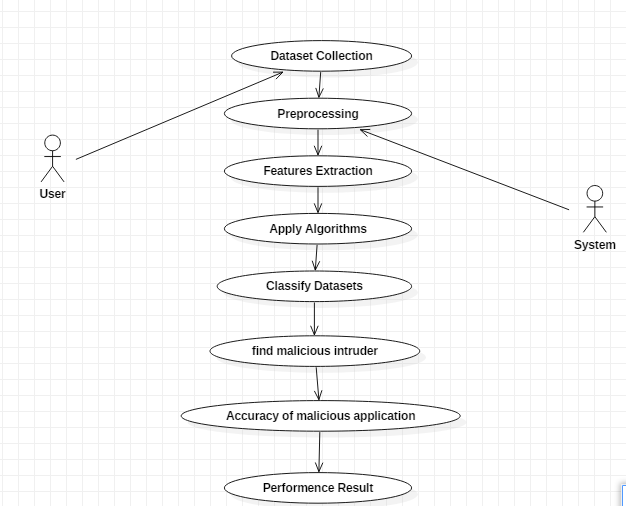 Dataset Collection
Preprocessing
User
Features Extraction
System
Apply Algorithms
Classify Datasets
find malicious intruder
Accuracy of malicious application
Performence Result